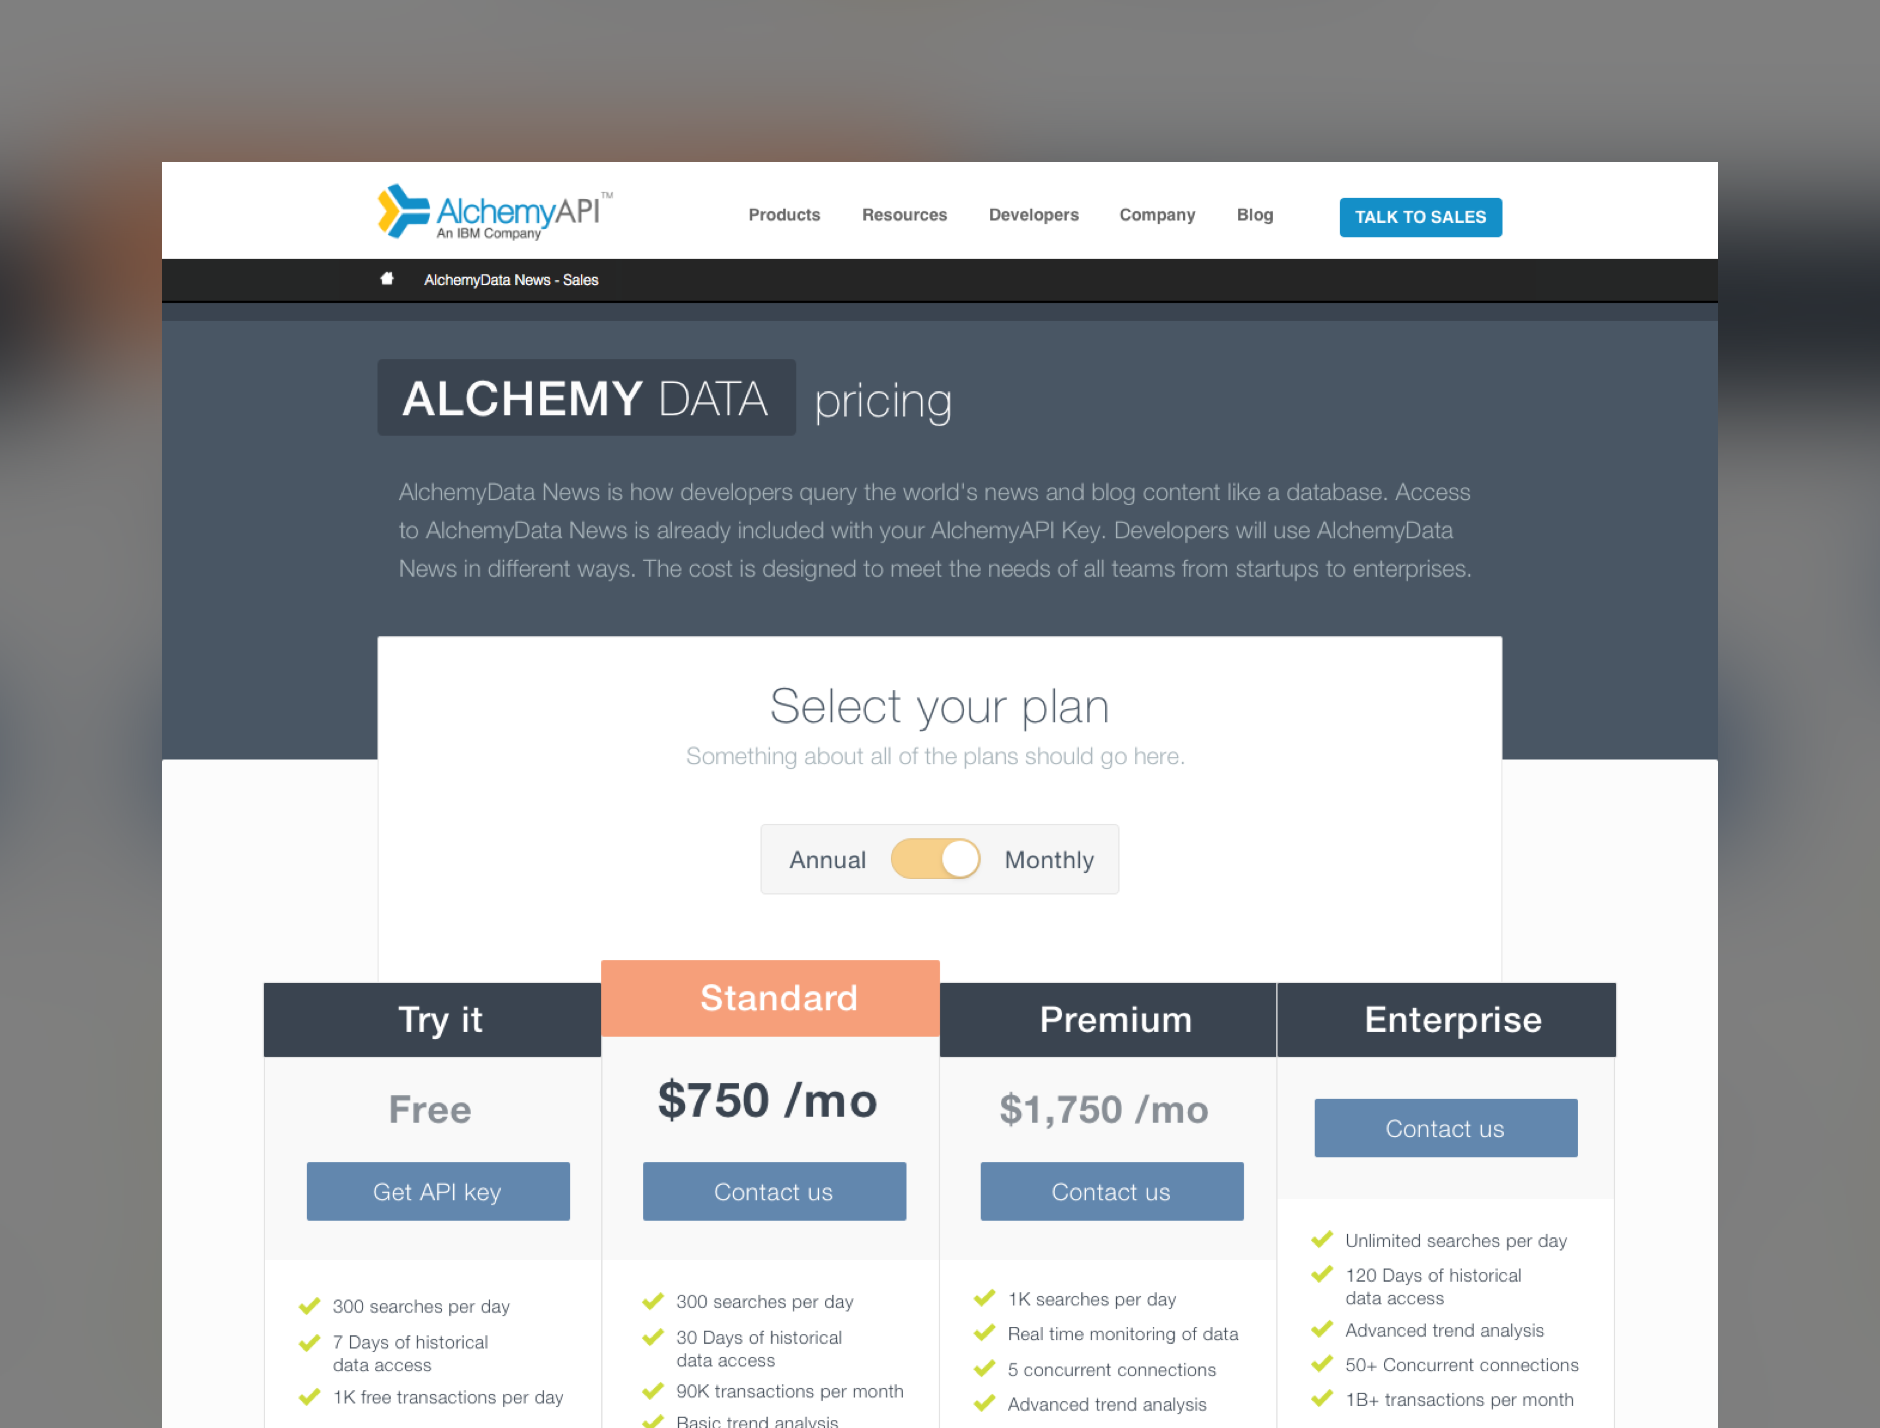 AlchemyAPI™
An IBM Company
Products Resources Developers Company Blog TALK TO SALES
AlchemyData News - Sales
ALCHEMY DATA pricing
AlchemyData News is how developers query the world's news and blog content like a database. Access
to AlchemyData News is already included with your AlchemyAPI Key. Developers will use AlchemyData
News in different ways. The cost is designed to meet the needs of all teams from startups to enterprises.
Select your plan
Something about all of the plans should go here.
Annual Monthly
Try it
Free
Get API key
300 searches per day
7 Days of historical
data access
1K free transactions per day
Standard
$750 /mo
Contact us
300 searches per day
30 Days of historical
data access
90K transactions per month
Basic trend analysis
Premium
$1,750 /mo
Contact us
1K searches per day
Real time monitoring of data
5 concurrent connections
Advanced trend analysis
Enterprise
Contact us
Unlimited searches per day
120 Days of historical
data access
Advanced trend analysis
50+ Concurrent connections
1B+ transactions per month